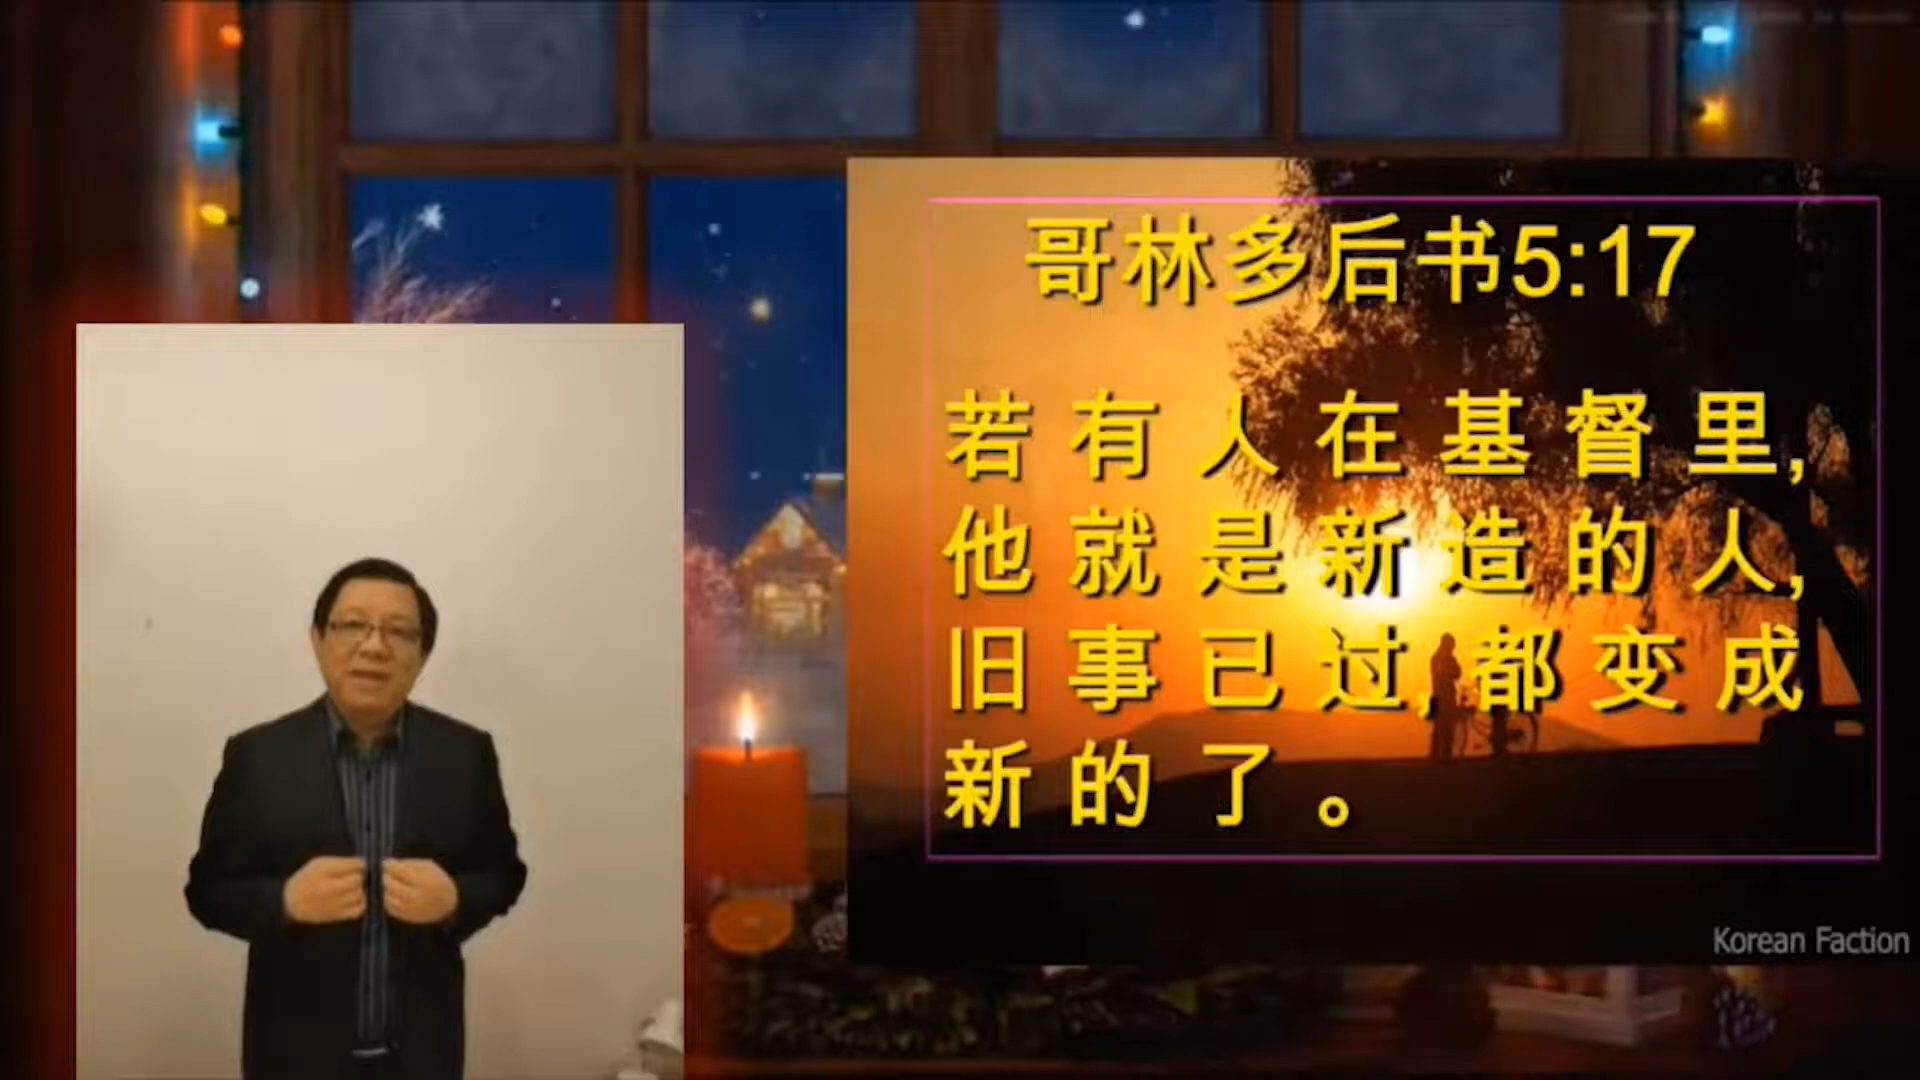 哥林多后书5:17
若有人在基督里,
他就是新造的人,
旧事已过,都变成
新的了。
Korean Faction